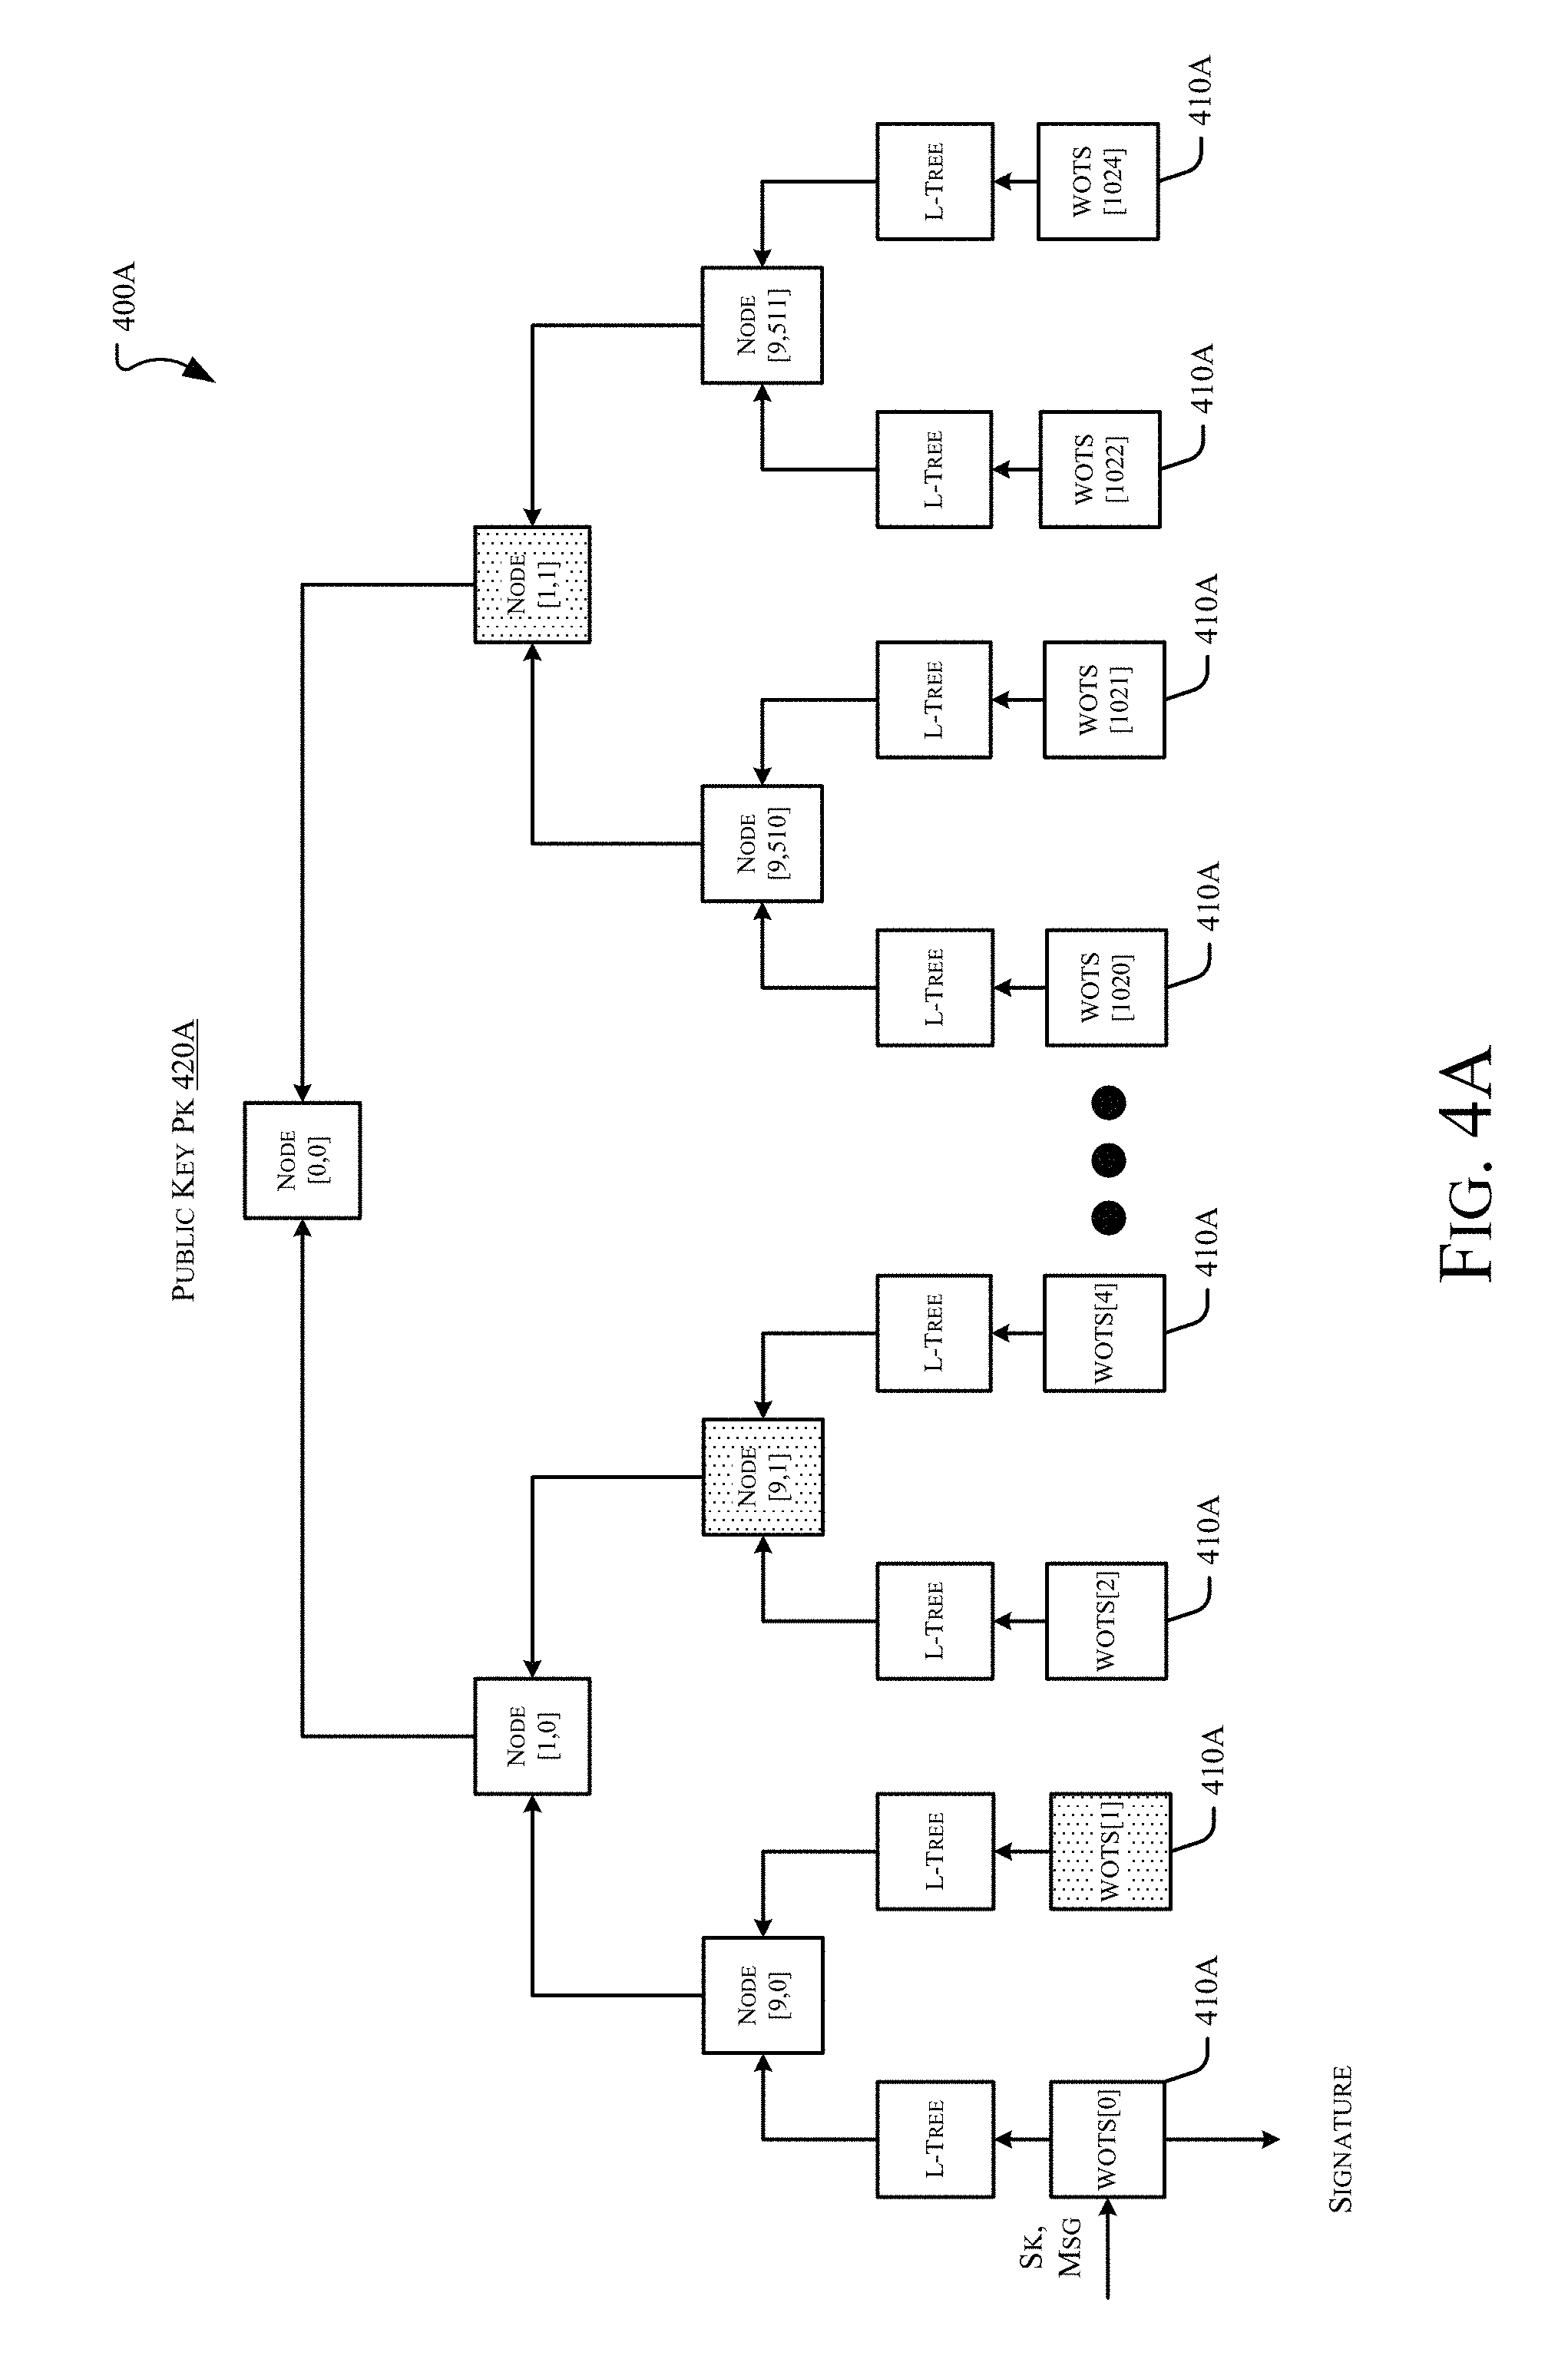 400A
PUBLIC KEY PK 420A
NODE
[0,0]
NODE
[1,0]
NODE
[1,1]
NODE
[9,0]
NODE
[9,1]
NODE
[9,510]
NODE
[9,511]
L-TREE
L-TREE
L-TREE
L-TREE
L-TREE
L-TREE
L-TREE
L-TREE
SK,
MSG
WOTS[0]
WOTS[1]
WOTS[2]
WOTS[4]
WOTS
[1020]
WOTS
[1021]
WOTS
[1022]
WOTS
[1024]
410A
410A
410A
410A
410A
410A
410A
410A
SIGNATURE
FIG. 4A